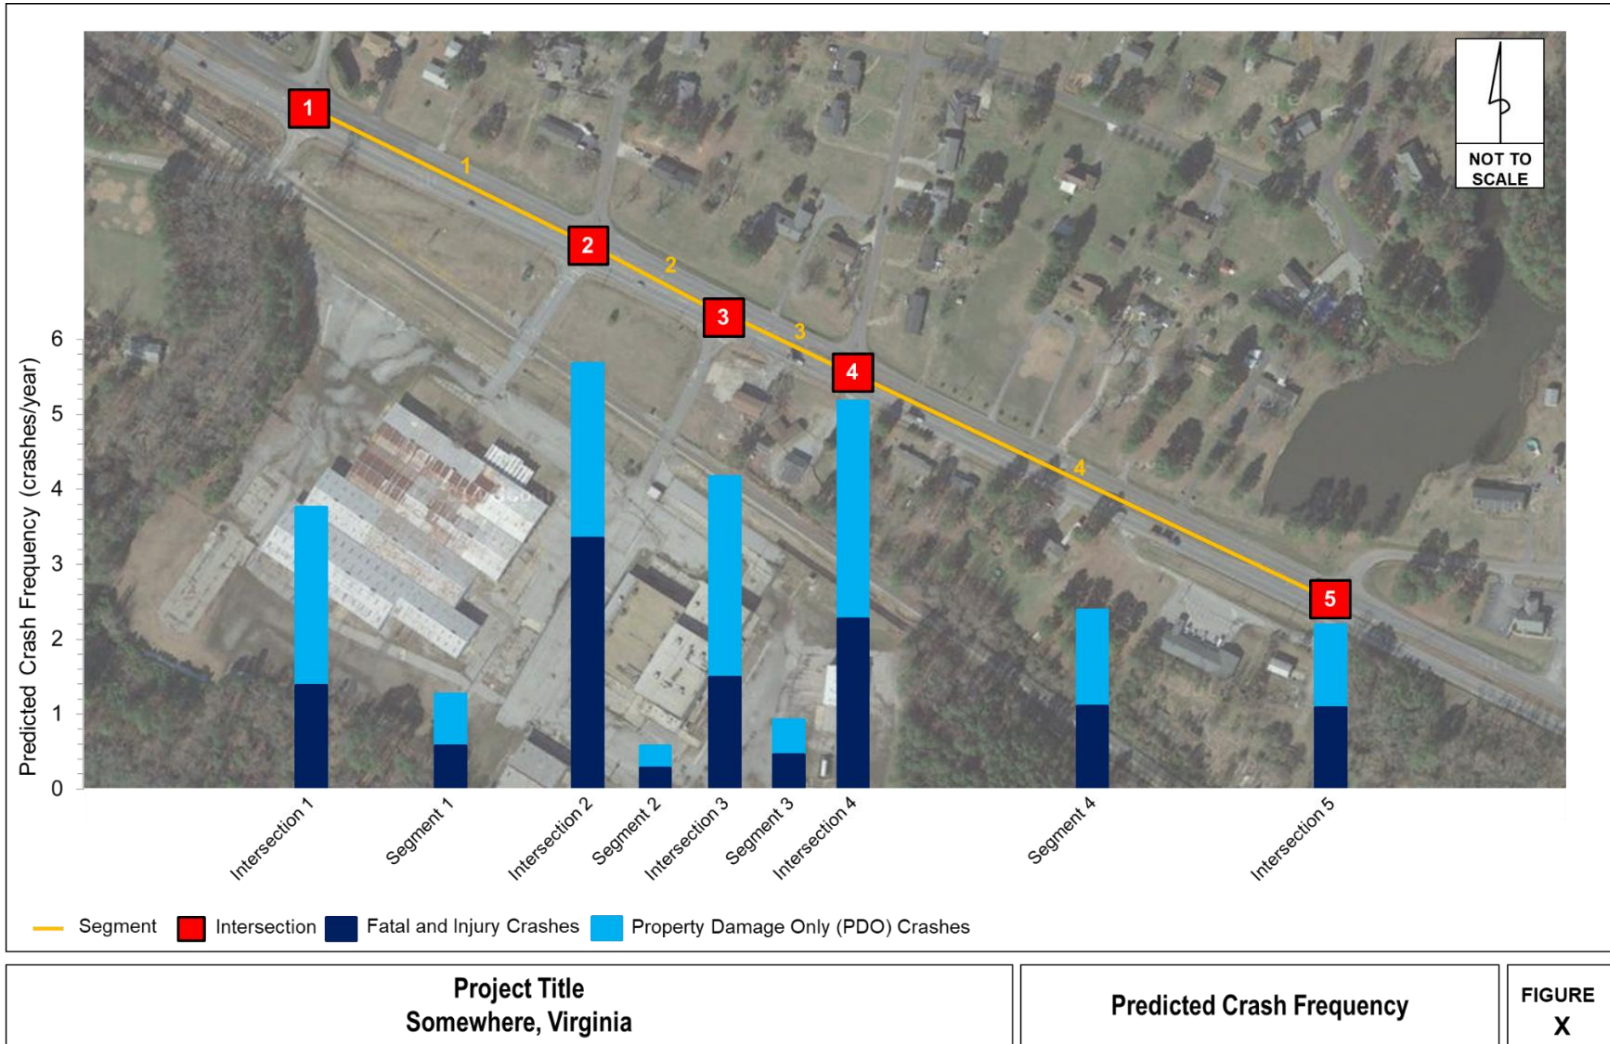 NOT TO
SCALE
1
1
2
2
3
3
4
4
5
Predicted Crash Frequency (crashes/year)
6
5
4
3
2
1
0
Intersection 1
Segment 1
Intersection 2
Segment 2
Intersection 3
Segment 3
Intersection 4
Segment 4
Intersection 5
Segment
Intersection
Fatal and Injury Crashes
Property Damage Only (PDO) Crashes
Project Title
Somewhere, Virginia
Predicted Crash Frequency
FIGURE
X